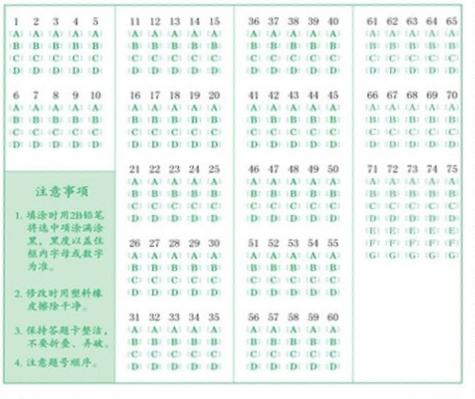 1 2 3 4 5
(A) (A) (A) (A) (A)
(B) (B) (B) (B) (B)
(C) (C) (C) (C) (C)
(D) (D) (D) (D) (D)
6 7 8 9 10
(A) (A) (A) (A) (A)
(B) (B) (B) (B) (B)
(C) (C) (C) (C) (C)
(D) (D) (D) (D) (D)
注意事项
1. 填涂时用2B铅笔
将选中项涂满涂
黑，黑度以盖住
框内字母或数字
为准。
2. 修改时用塑料橡
皮擦除干净。
3. 保持答题卡整洁，
不要折叠、弄破。
4. 注意题号顺序。
11 12 13 14 15
(A) (A) (A) (A) (A)
(B) (B) (B) (B) (B)
(C) (C) (C) (C) (C)
(D) (D) (D) (D) (D)
16 17 18 19 20
(A) (A) (A) (A) (A)
(B) (B) (B) (B) (B)
(C) (C) (C) (C) (C)
(D) (D) (D) (D) (D)
21 22 23 24 25
(A) (A) (A) (A) (A)
(B) (B) (B) (B) (B)
(C) (C) (C) (C) (C)
(D) (D) (D) (D) (D)
26 27 28 29 30
(A) (A) (A) (A) (A)
(B) (B) (B) (B) (B)
(C) (C) (C) (C) (C)
(D) (D) (D) (D) (D)
31 32 33 34 35
(A) (A) (A) (A) (A)
(B) (B) (B) (B) (B)
(C) (C) (C) (C) (C)
(D) (D) (D) (D) (D)
36 37 38 39 40
(A) (A) (A) (A) (A)
(B) (B) (B) (B) (B)
(C) (C) (C) (C) (C)
(D) (D) (D) (D) (D)
41 42 43 44 45
(A) (A) (A) (A) (A)
(B) (B) (B) (B) (B)
(C) (C) (C) (C) (C)
(D) (D) (D) (D) (D)
46 47 48 49 50
(A) (A) (A) (A) (A)
(B) (B) (B) (B) (B)
(C) (C) (C) (C) (C)
(D) (D) (D) (D) (D)
51 52 53 54 55
(A) (A) (A) (A) (A)
(B) (B) (B) (B) (B)
(C) (C) (C) (C) (C)
(D) (D) (D) (D) (D)
56 57 58 59 60
(A) (A) (A) (A) (A)
(B) (B) (B) (B) (B)
(C) (C) (C) (C) (C)
(D) (D) (D) (D) (D)
61 62 63 64 65
(A) (A) (A) (A) (A)
(B) (B) (B) (B) (B)
(C) (C) (C) (C) (C)
(D) (D) (D) (D) (D)
66 67 68 69 70
(A) (A) (A) (A) (A)
(B) (B) (B) (B) (B)
(C) (C) (C) (C) (C)
(D) (D) (D) (D) (D)
71 72 73 74 75
(A) (A) (A) (A) (A)
(B) (B) (B) (B) (B)
(C) (C) (C) (C) (C)
(D) (D) (D) (D) (D)
(E) (E) (E) (E) (E)
(F) (F) (F) (F) (F)
(G) (G) (G) (G) (G)